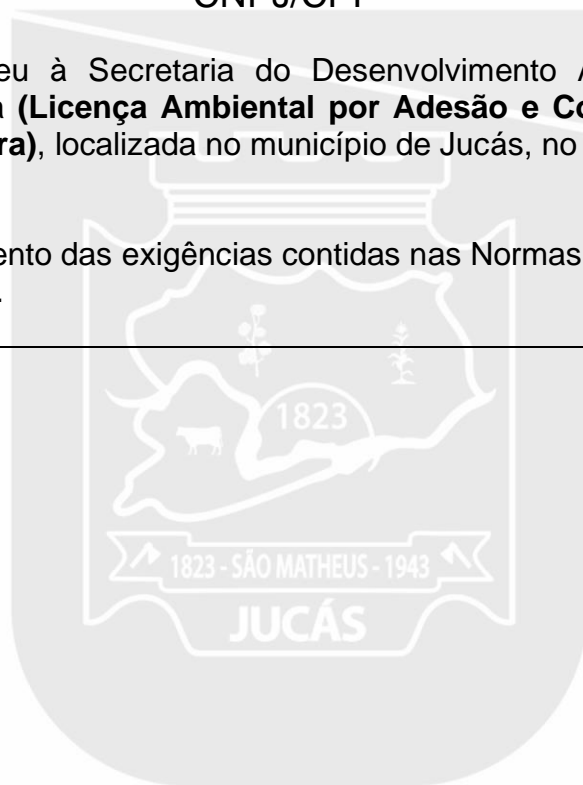 CNPJ/CPF
eu à Secretaria do Desenvolvimento
(Licença Ambiental por Adesão e Co
ra), localizada no município de Jucás, no
ento das exigências contidas nas Normas
.
1823
1823 - SÃO MATHEUS - 1943
JUCÁS